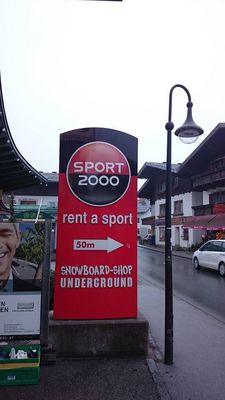 SPORT
2000
rent a sport
50m
SNOWBOARD-SHOP
UNDERGROUND